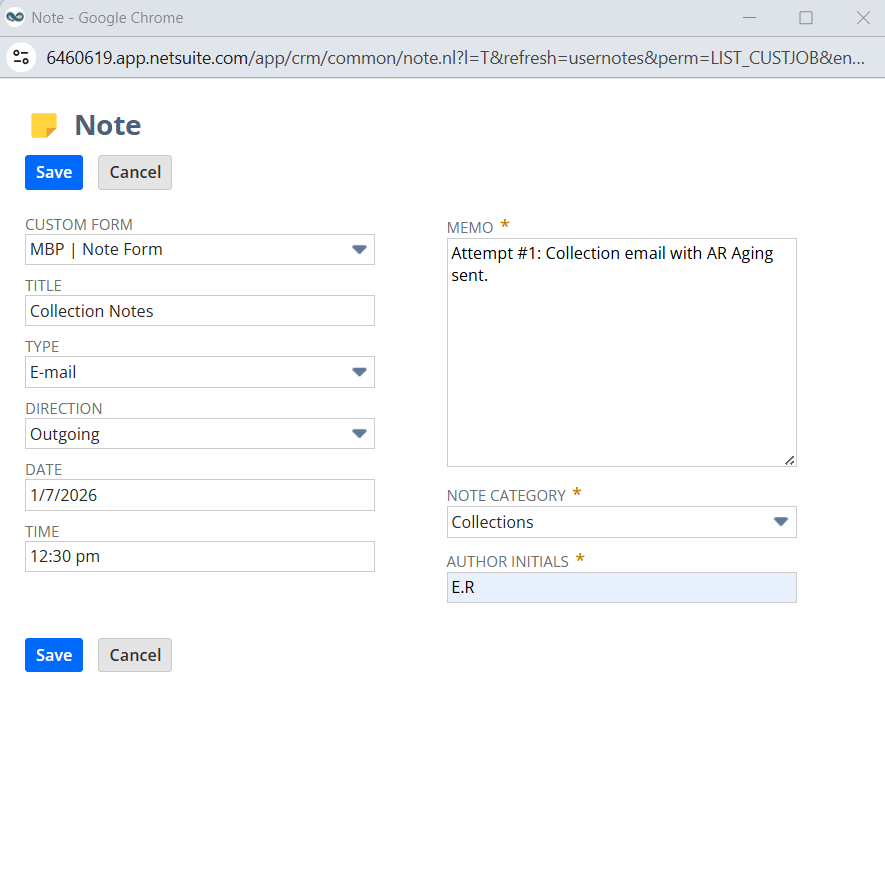 Note - Google Chrome
6460619.app.netsuite.com/app/crm/common/note.nl?l=T&refresh=usernotes&perm=LIST_CUSTJOB&en...
Note
Save Cancel
CUSTOM FORM
MBP | Note Form
TITLE
Collection Notes
TYPE
E-mail
DIRECTION
Outgoing
DATE
1/7/2026
TIME
12:30 pm
MEMO *
Attempt #1: Collection email with AR Aging
sent.
NOTE CATEGORY *
Collections
AUTHOR INITIALS *
E.R
Save Cancel